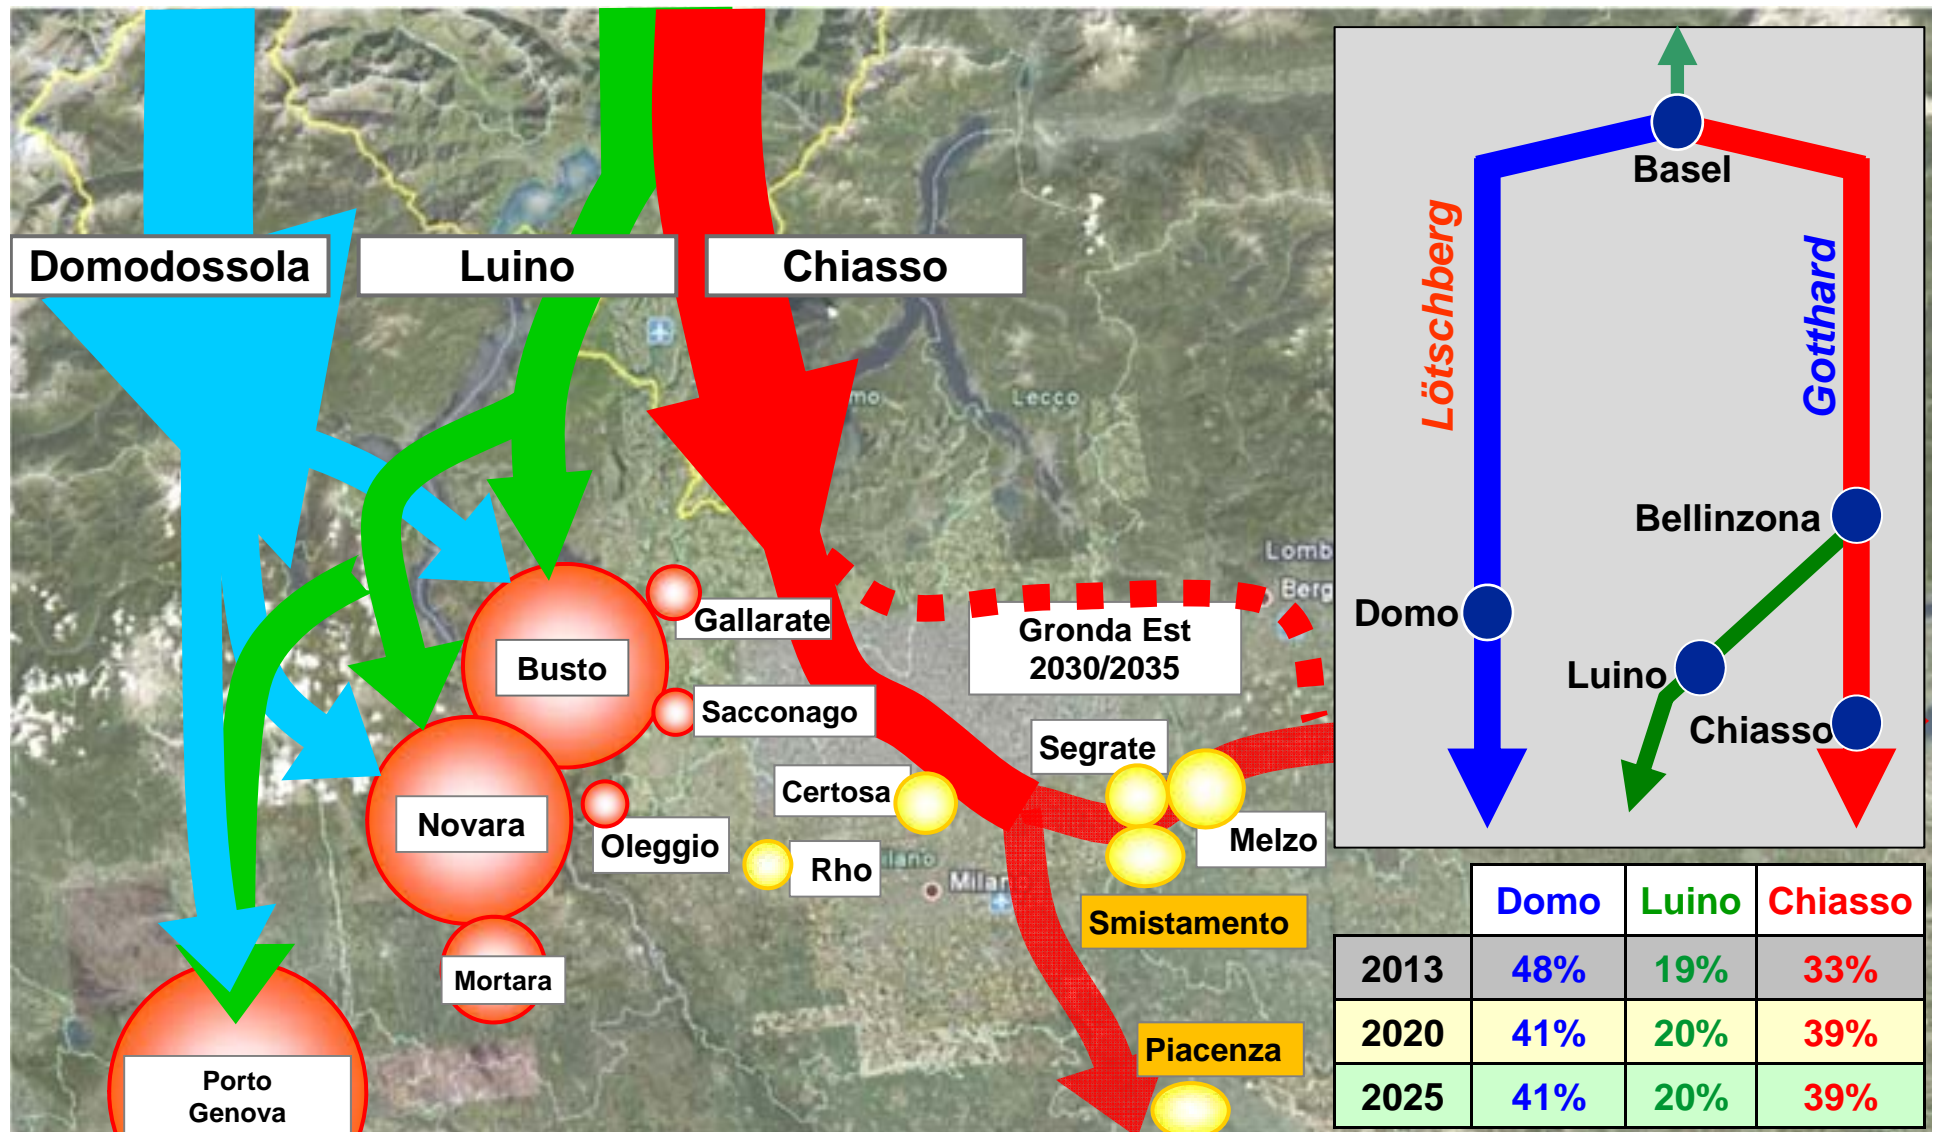 Domodossola
Luino
Chiasso
Lecco
Gallarate
Busto
Sacconago
Gronda Est
2030/2035
Segrate
Certosa
Novara
Oleggio
Rho
Melzo
Smistamento
Mortara
Piacenza
Porto
Genova
Basel
Lötschberg
Gotthard
Bellinzona
Domo
Luino
Chiasso
Domo Luino Chiasso
2013 48% 19% 33%
2020 41% 20% 39%
2025 41% 20% 39%